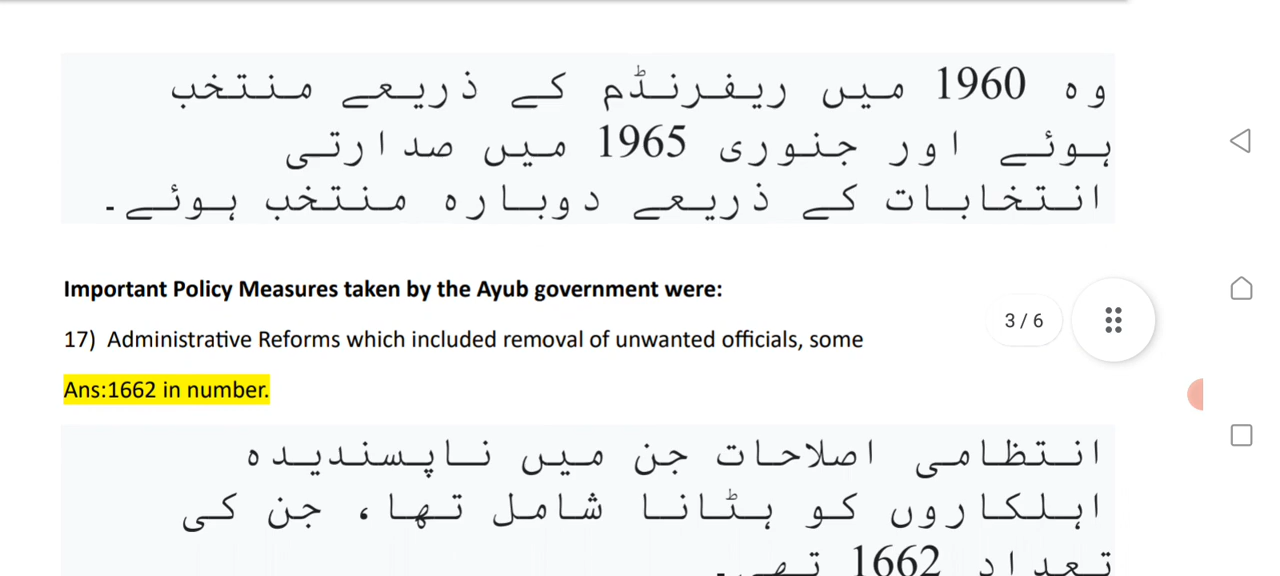 وہ 1960 میں ریفرنڈم کے ذریعے منتخب
ہوئے اور جنوری 1965 میں صدارتی
انتخابات کے ذریعے دوبارہ منتخب ہوئے۔
Important Policy Measures taken by the Ayub government were:
3 / 6
17) Administrative Reforms which included removal of unwanted officials, some
Ans:1662 in number.
انتظامی اصلاحات جن میں ناپسندیدہ
اہلکاروں کو ہٹانا شامل تھا، جن کی
تعداد 1662 تھی۔